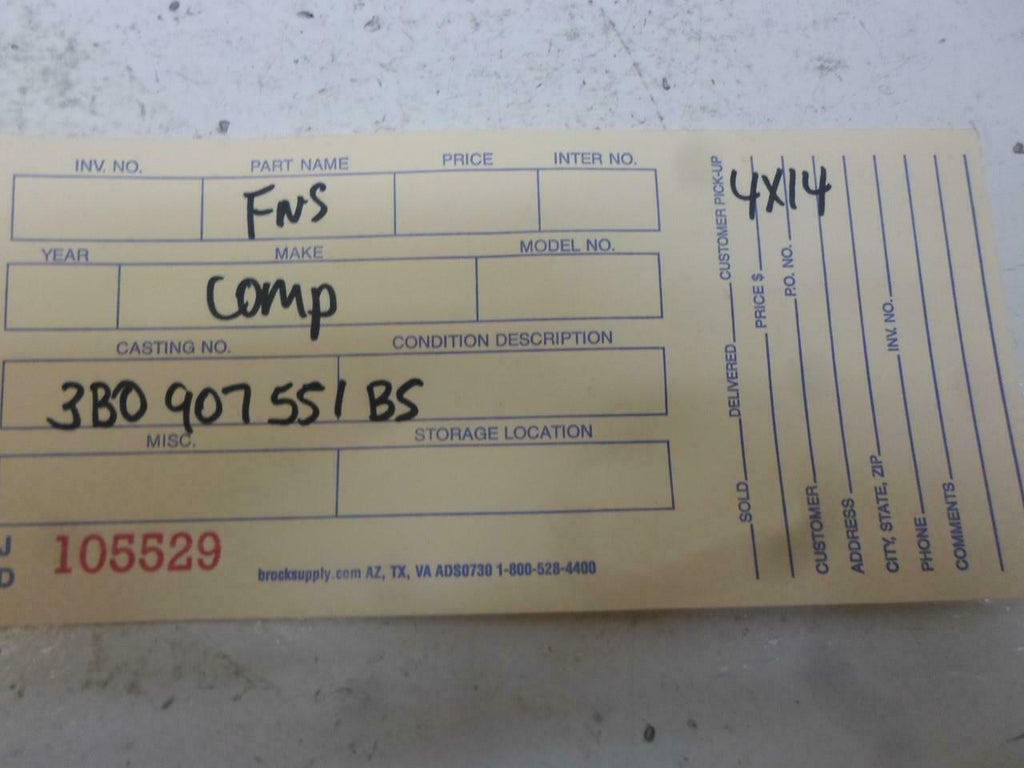 INV. NO. PART NAME PRICE INTER NO.
FNS
YEAR MAKE MODEL NO.
Comp
CASTING NO. CONDITION DESCRIPTION
3B0 907 551 BS
MISC. STORAGE LOCATION
J
D
105529
brocksupply.com AZ, TX, VA ADS0730 1-800-528-4400
4X14
SOLD DELIVERED CUSTOMER PICK-UP
PRICE $
P.O. NO.
CUSTOMER
ADDRESS
CITY, STATE, ZIP INV. NO.
PHONE
COMMENTS